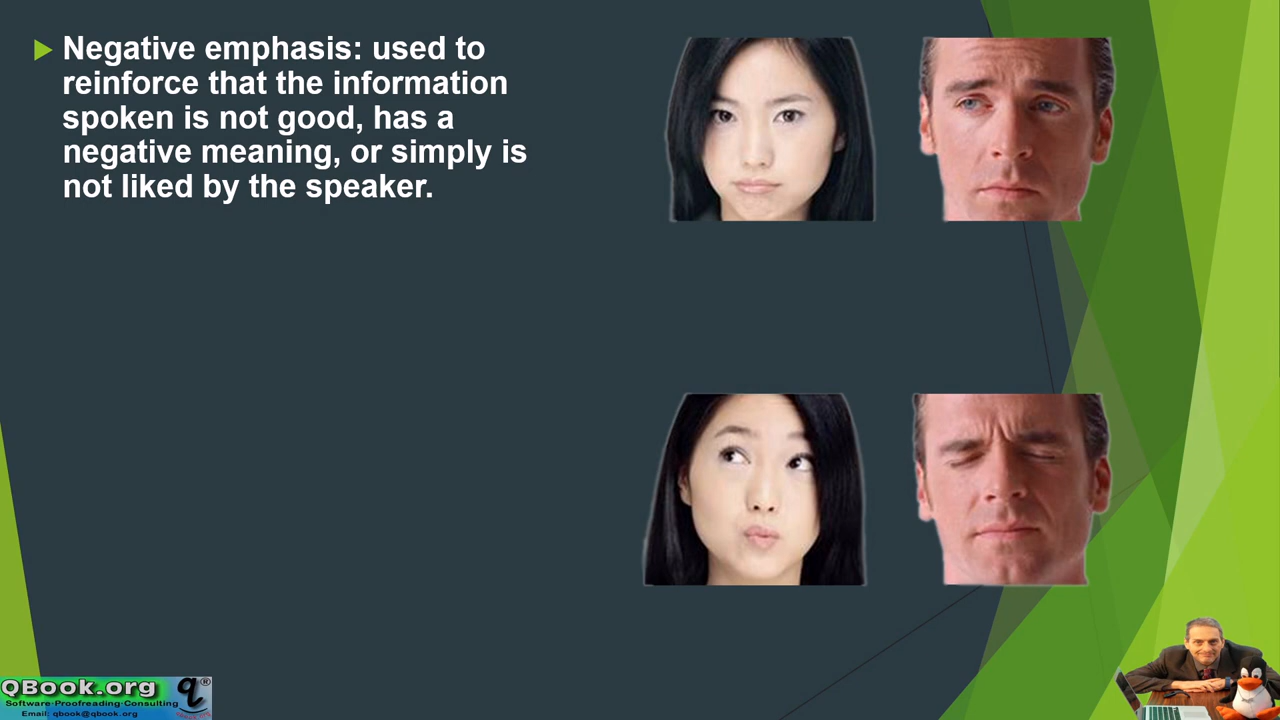 Negative emphasis: used to
reinforce that the information
spoken is not good, has a
negative meaning, or simply is
not liked by the speaker.
QBook.org
q®
Software·Proofreading·Consulting
Email: qbook@qbook.org